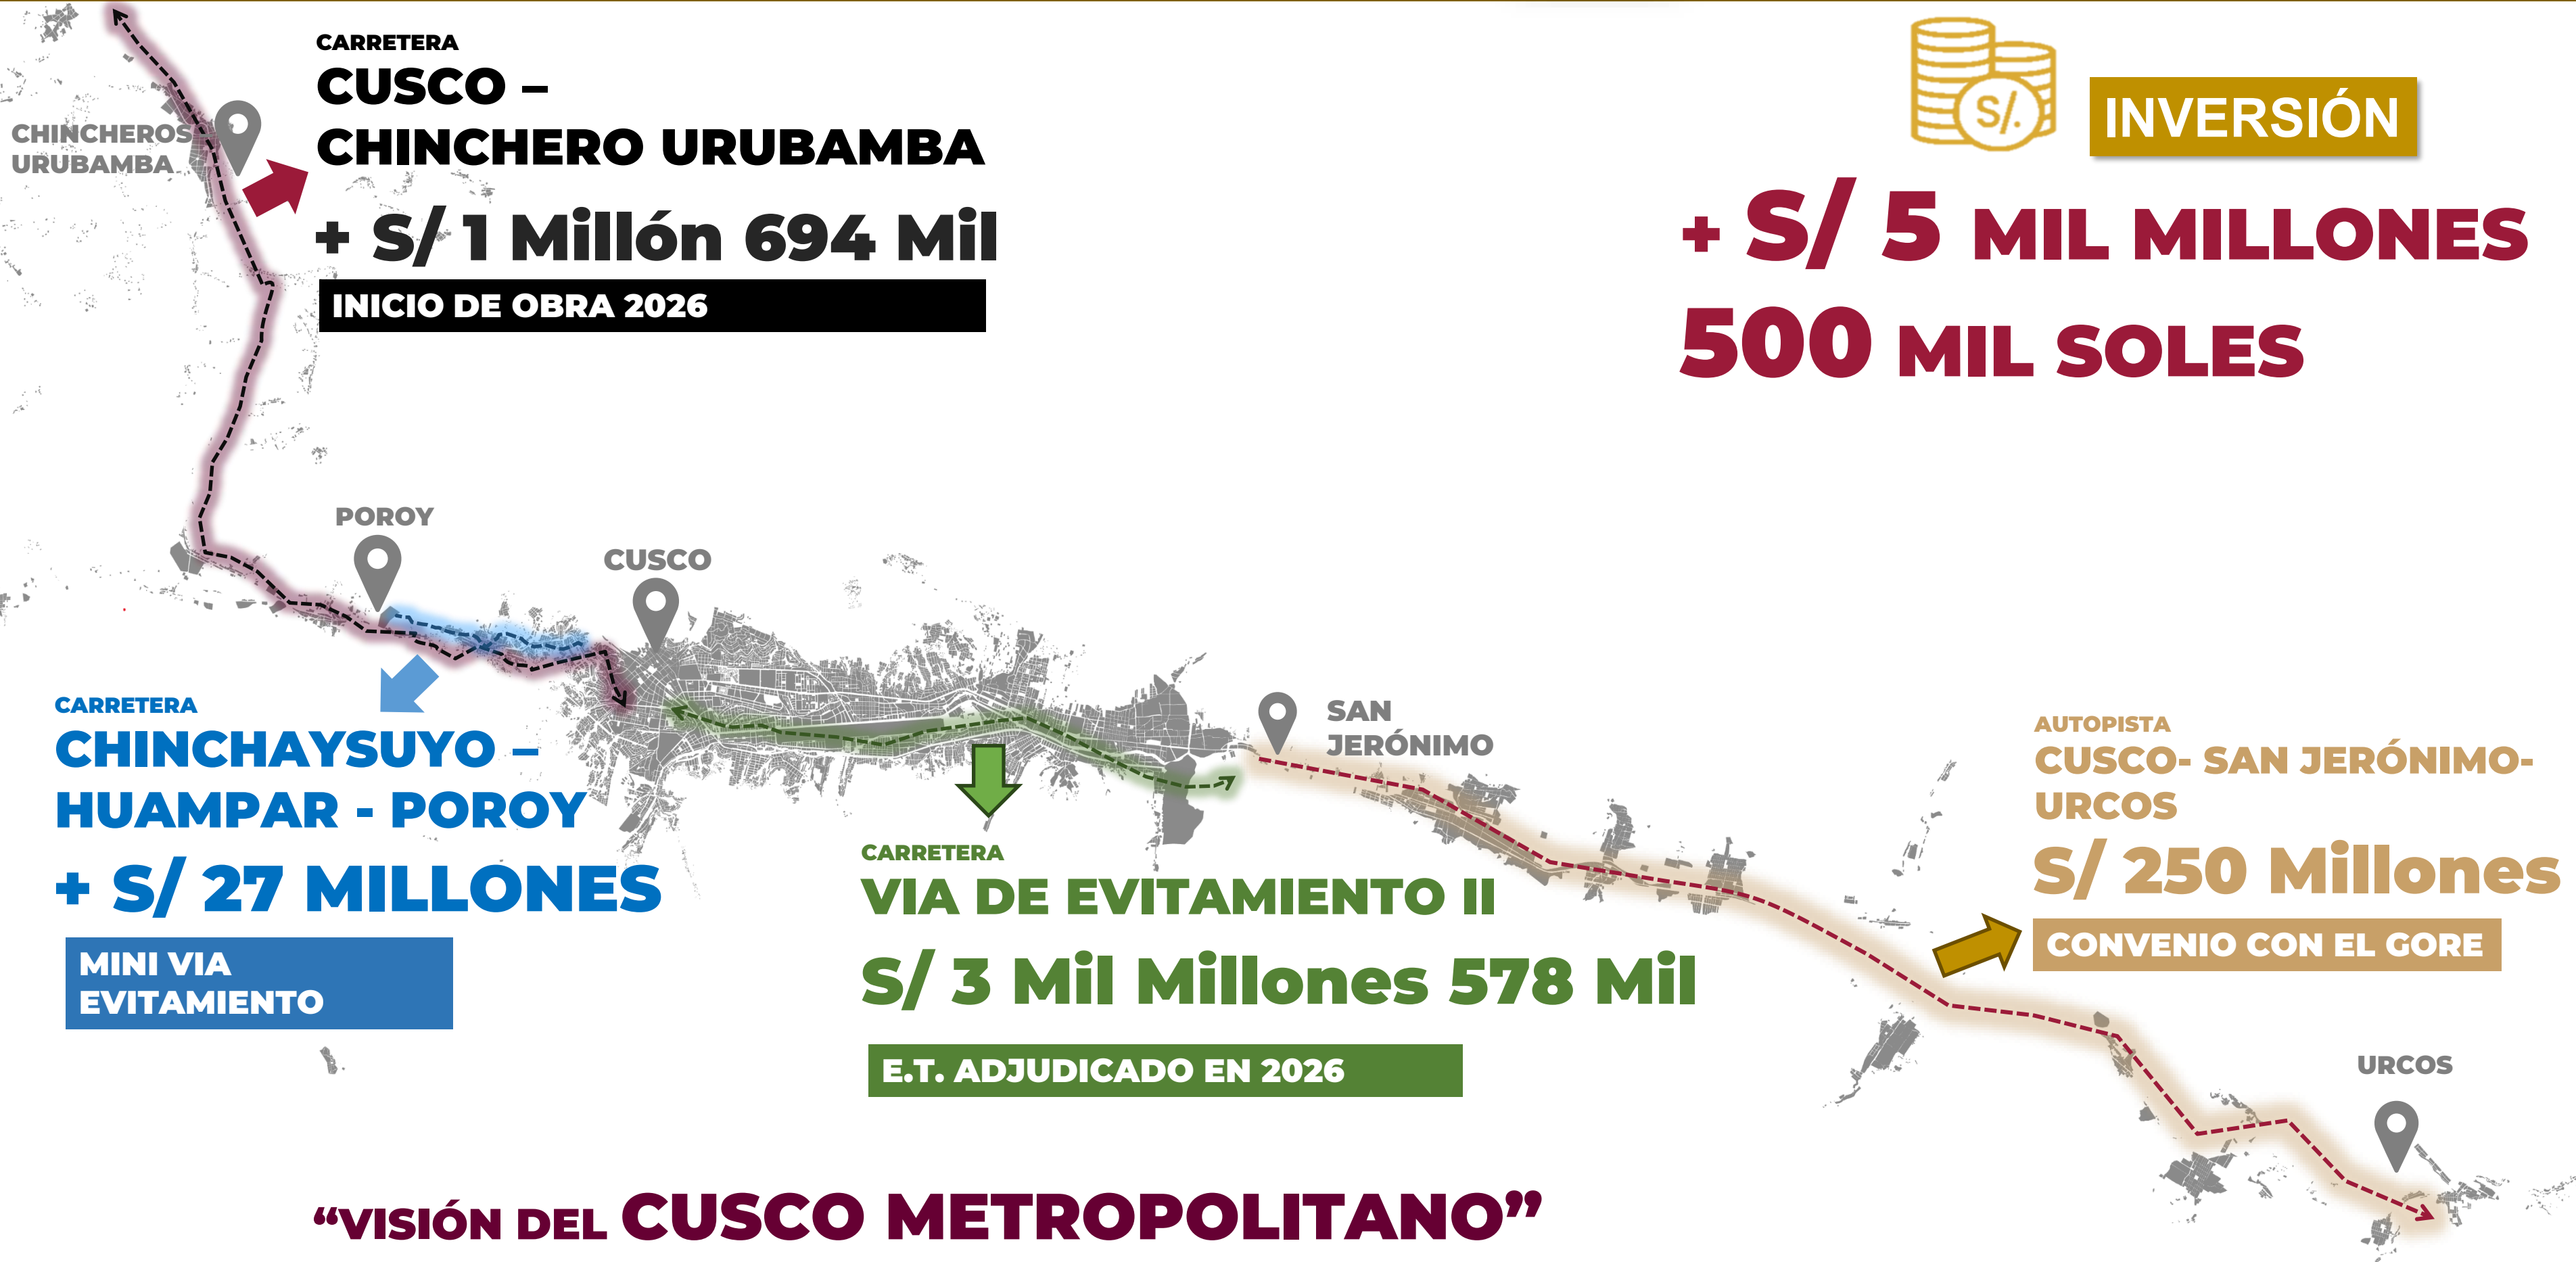 CARRETERA
CUSCO –
CHINCHERO URUBAMBA
+ S/ 1 Millón 694 Mil
INICIO DE OBRA 2026
CHINCHEROS
URUBAMBA
S/.
INVERSIÓN
+ S/ 5 MIL MILLONES
500 MIL SOLES
POROY
CUSCO
SAN
JERÓNIMO
CARRETERA
CHINCHAYSUYO –
HUAMPAR - POROY
+ S/ 27 MILLONES
MINI VIA
EVITAMIENTO
CARRETERA
VIA DE EVITAMIENTO II
S/ 3 Mil Millones 578 Mil
E.T. ADJUDICADO EN 2026
AUTOPISTA
CUSCO- SAN JERÓNIMO-
URCOS
S/ 250 Millones
CONVENIO CON EL GORE
URCOS
“VISIÓN DEL CUSCO METROPOLITANO”